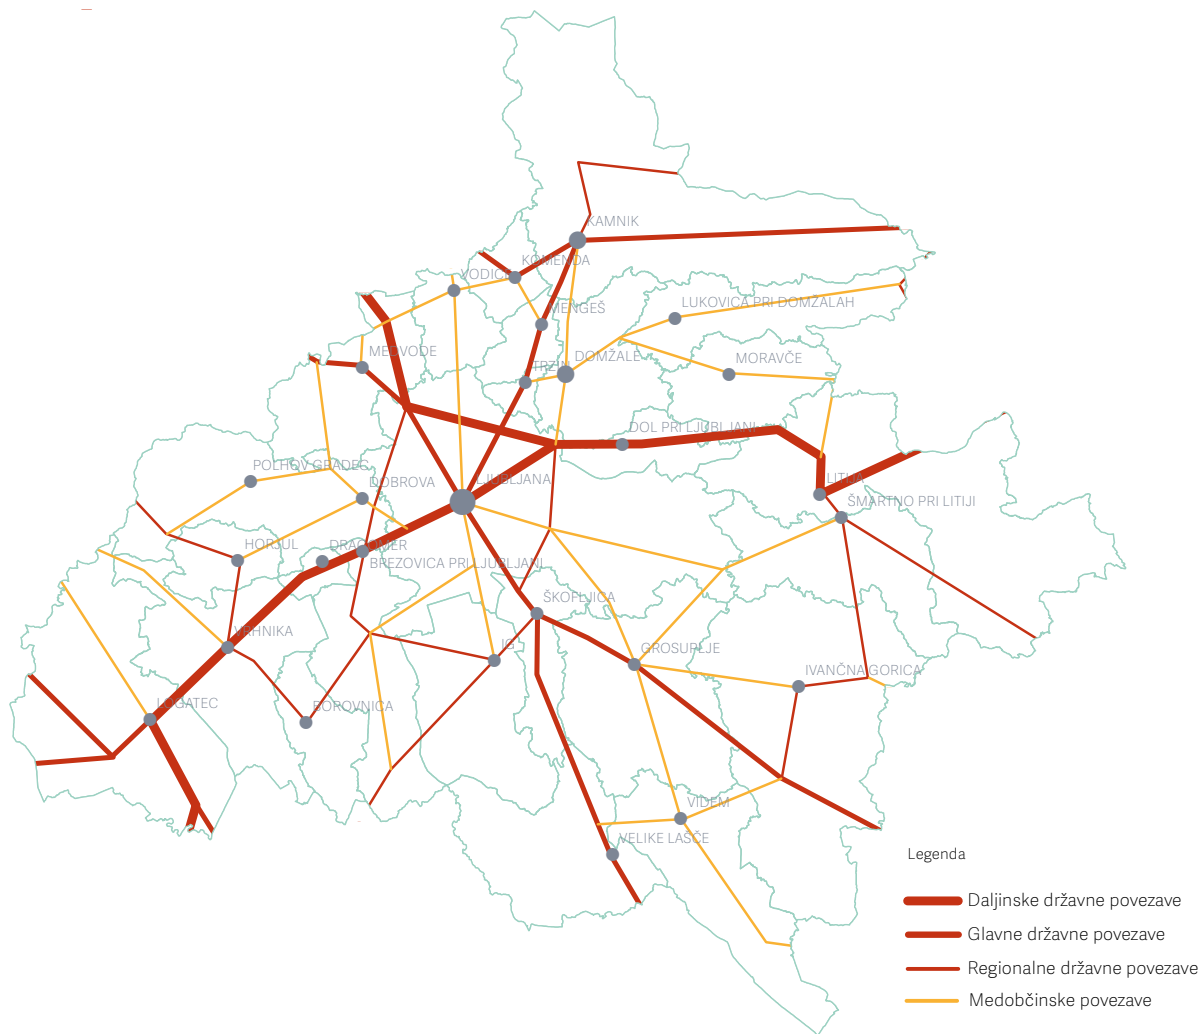 KAMNIK
KOMENDA
VODICE
LUKOVICA PRI DOMŽALAH
MENGEŠ
MEDVODE
DOMŽALE
MORAVČE
TRZIN
DOL PRI LJUBLJANI
POLHOV GRADEC
DOBROVA
LJUBLJANA
LITIJA
ŠMARTNO PRI LITIJI
HORJUL
DRAGOMER
BREZOVICA PRI LJUBLJANI
ŠKOFLJICA
VRHNIKA
IG
GROSUPLJE
IVANČNA GORICA
LOGATEC
BOROVNICA
VIDEM
VELIKE LAŠČE
Legenda
Daljinske državne povezave
Glavne državne povezave
Regionalne državne povezave
Medobčinske povezave